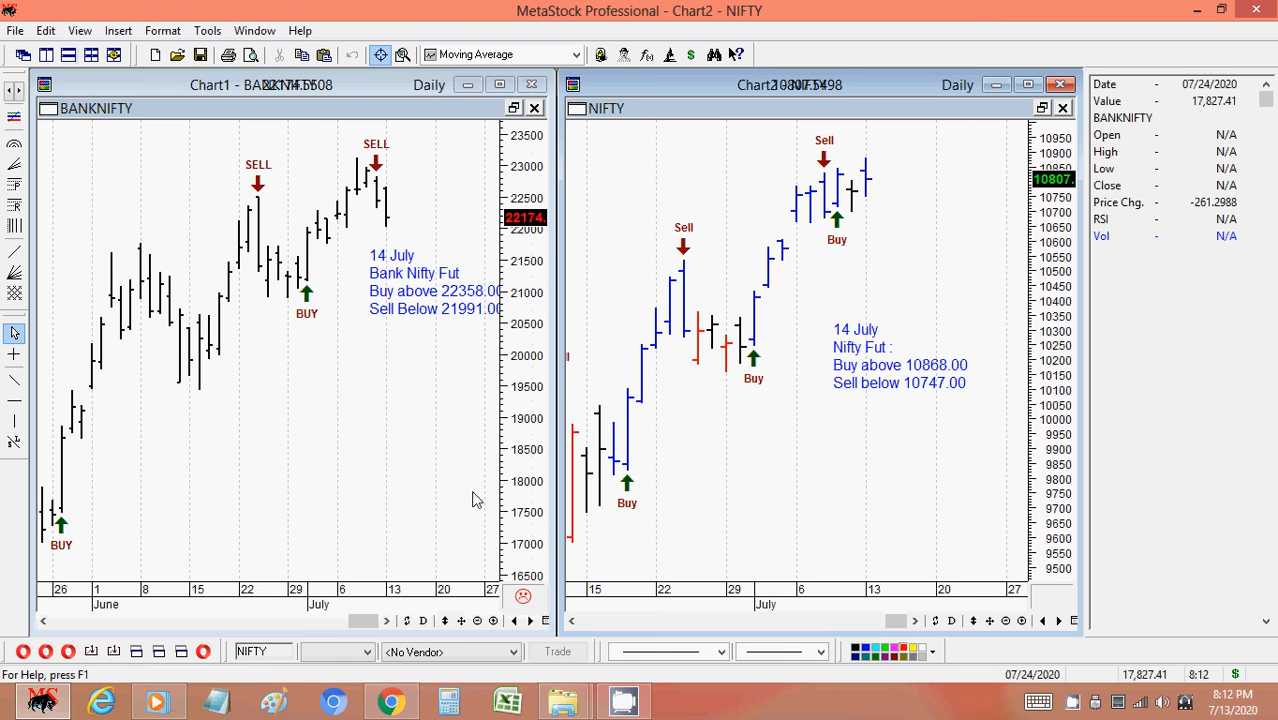 MetaStock Professional - Chart2 - NIFTY
File Edit View Insert Format Tools Window Help
Moving Average
Daily
Daily
BANKNIFTY
NIFTY
23500
23000
22500
22174.
22000
21500
21000
20500
20000
19500
19000
18500
18000
17500
17000
16500
SELL
SELL
BUY
BUY
14 July
Bank Nifty Fut
Buy above 22358.00
Sell Below 21991.00
26 1 8 15 22 29 6 13 20 27
June July
10950
10900
10850
10807.
10700
10650
10600
10550
10500
10450
10400
10350
10300
10250
10200
10150
10100
10050
10000
9950
9900
9850
9800
9750
9700
9650
9600
9550
9500
Sell
Sell
Buy
Buy
Buy
14 July
Nifty Fut :
Buy above 10868.00
Sell below 10747.00
15 22 29 6 13 20 27
July
Date - 07/24/2020
Value - 17,827.41
BANKNIFTY
Open - N/A
High - N/A
Low - N/A
Close - N/A
Price Chg. - -261.2988
RSI - N/A
Vol - N/A
D
D
NIFTY
<No Vendor>
Trade
For Help, press F1
07/24/2020 17,827.41 8:12
8:12 PM
7/13/2020